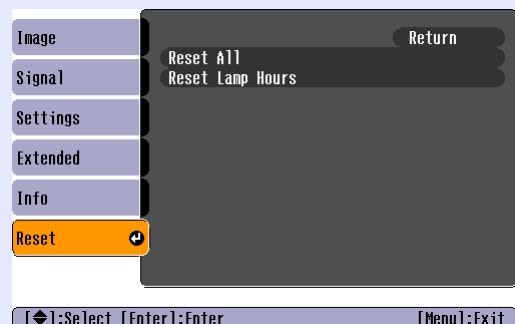 Image
Signal
Settings
Extended
Info
Reset
Return
Reset All
Reset Lamp Hours
[◆]:Select [Enter]:Enter [Menu]:Exit